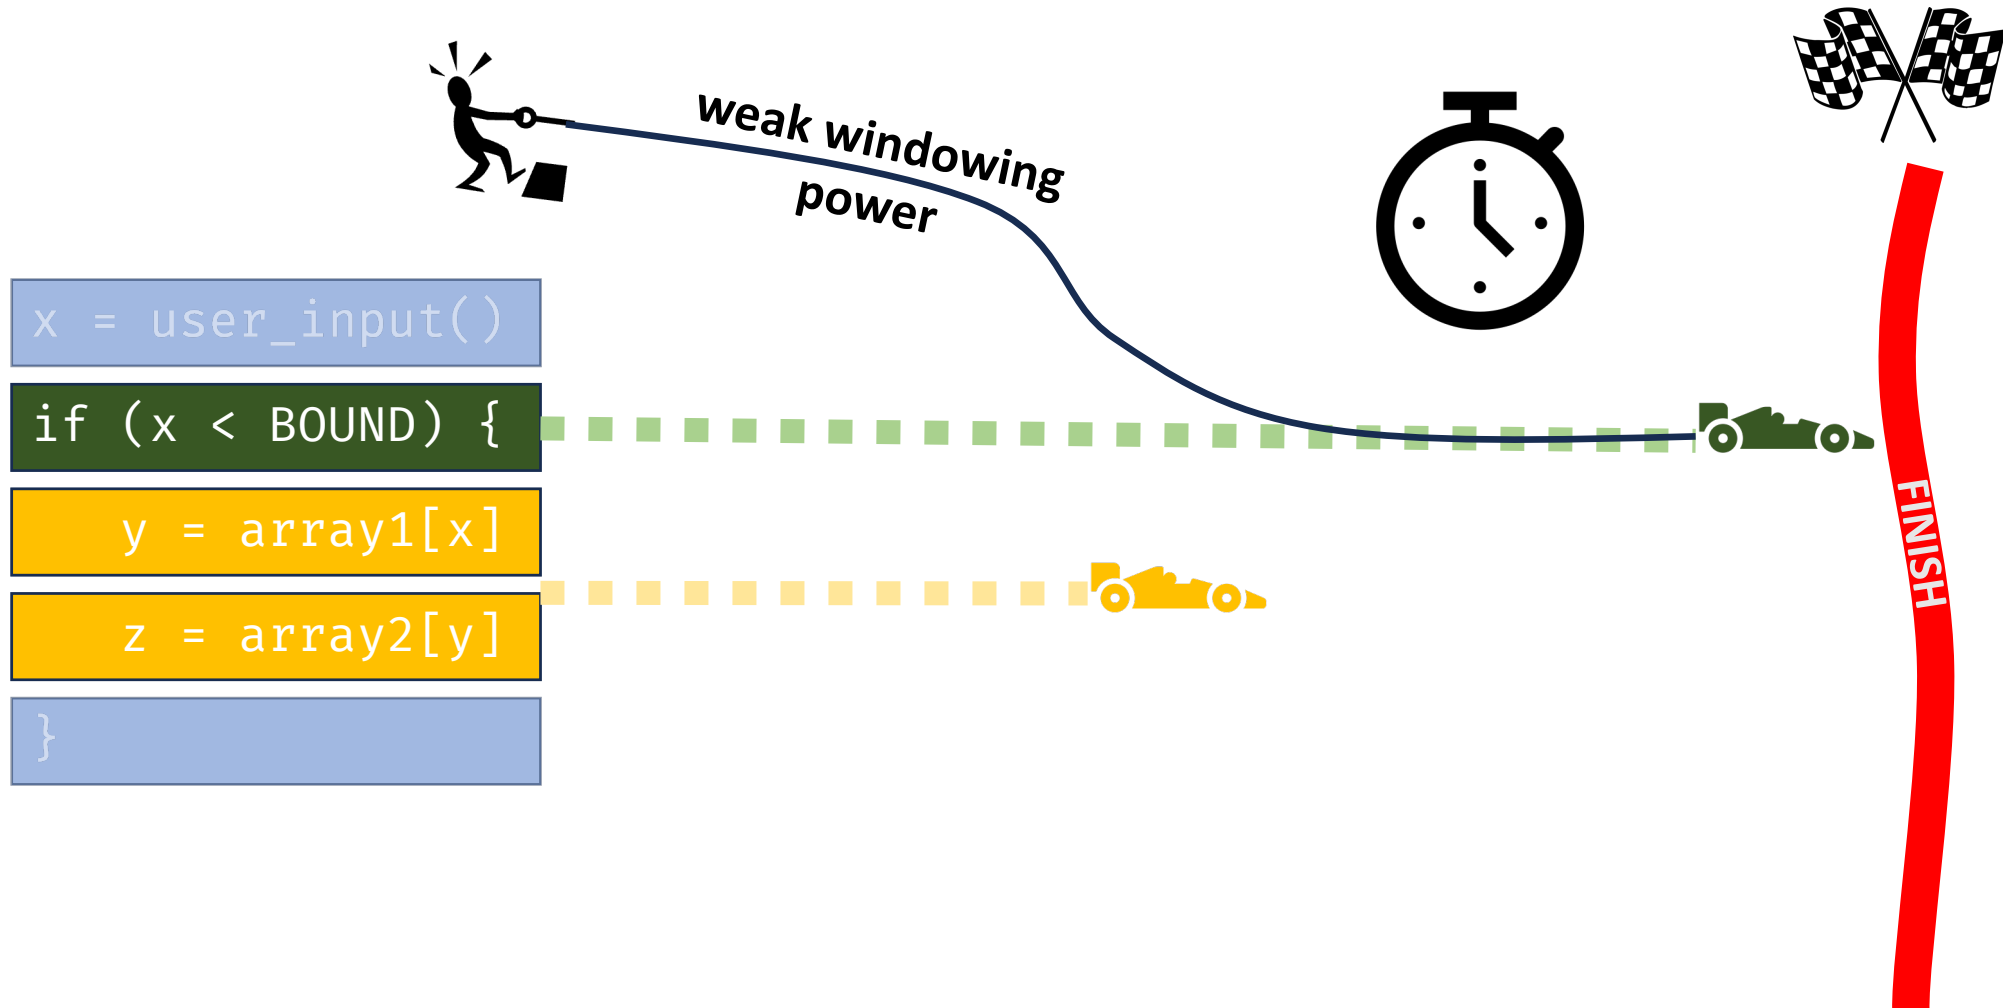 weak windowing
power
x = user_input()
if (x < BOUND) {
y = array1[x]
z = array2[y]
}
FINISH